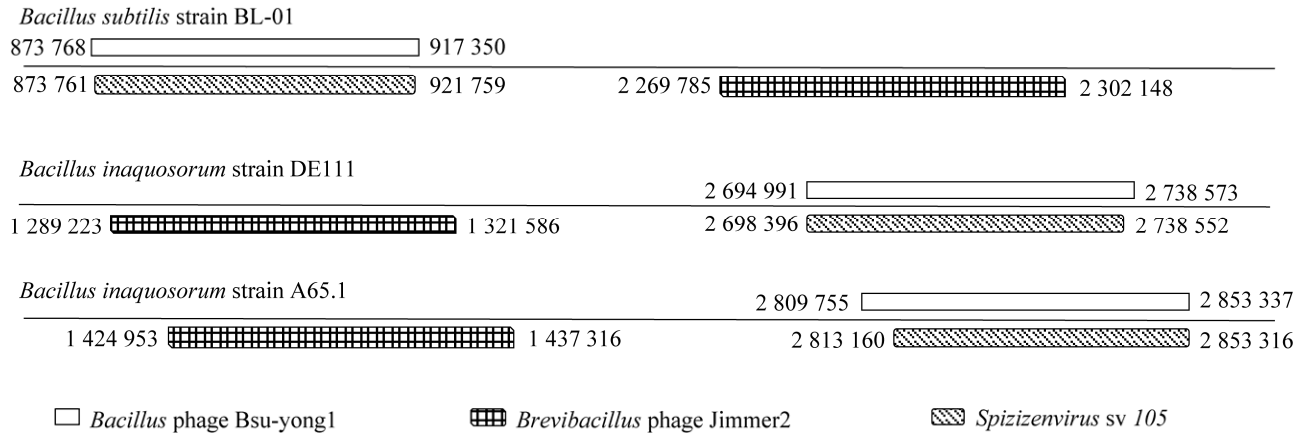 Bacillus subtilis strain BL-01
873 768 917 350
873 761 921 759 2 269 785 2 302 148
Bacillus inaquosorum strain DE111
2 694 991 2 738 573
1 289 223 1 321 586 2 698 396 2 738 552
Bacillus inaquosorum strain A65.1
2 809 755 2 853 337
1 424 953 1 437 316 2 813 160 2 853 316
Bacillus phage Bsu-yong1 Brevibacillus phage Jimmer2 Spizizenvirus sv 105